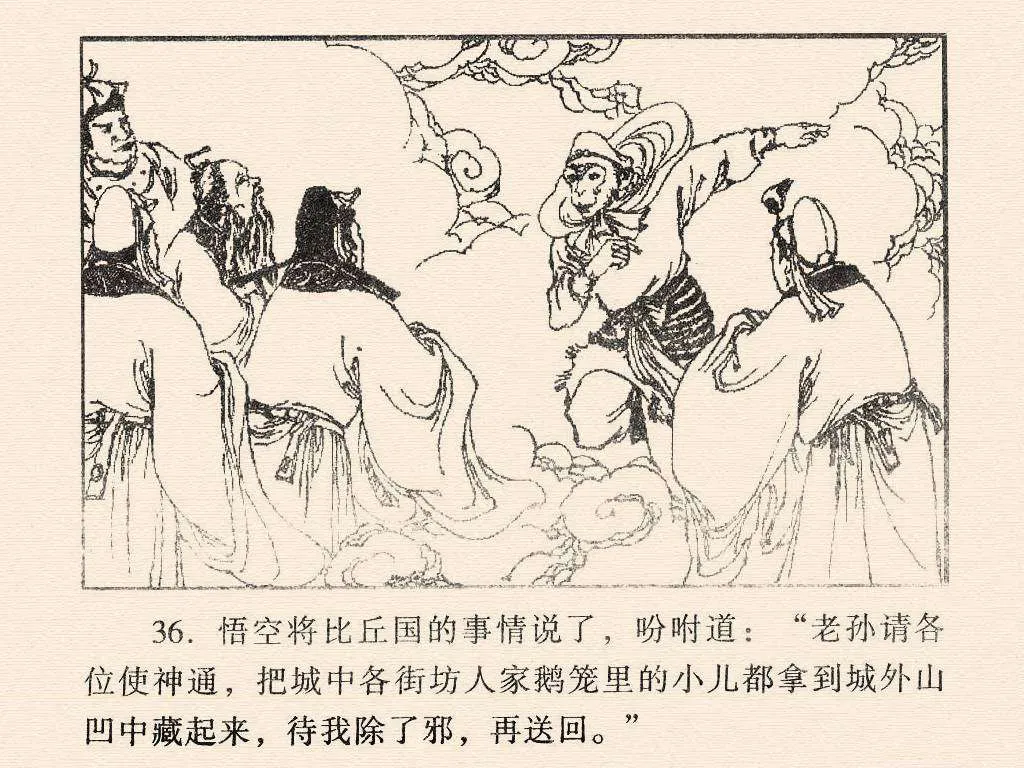 36. 悟空将比丘国的事情说了，吩咐道：“老孙请各
位使神通，把城中各街坊人家鹅笼里的小儿都拿到城外山
凹中藏起来，待我除了邪，再送回。”